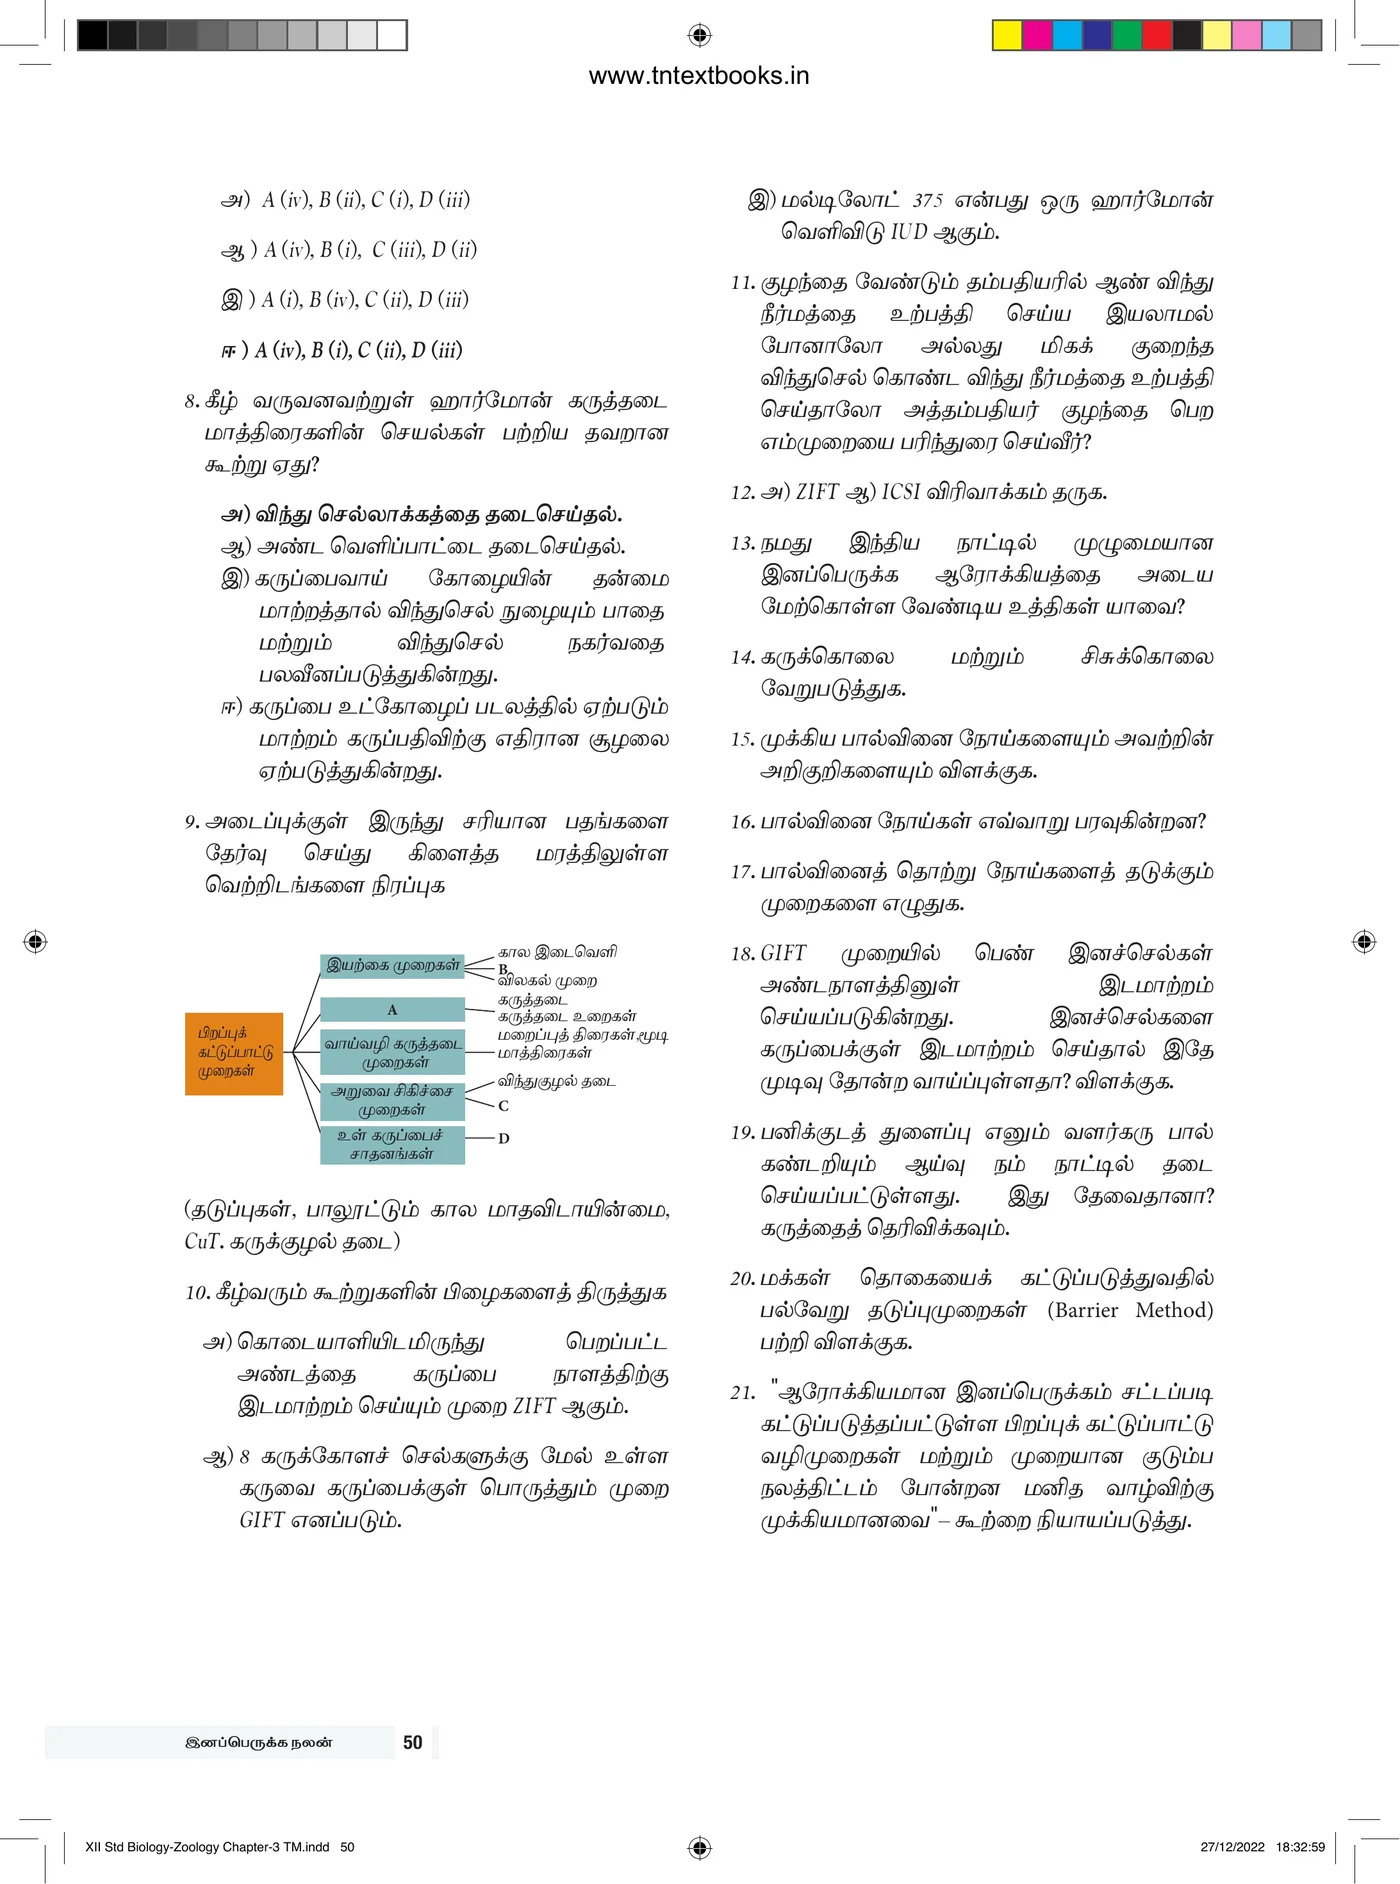 www.tntextbooks.in
அ) A (iv), B (ii), C (i), D (iii)
ஆ ) A (iv), B (i), C (iii), D (ii)
இ ) A (i), B (iv), C (ii), D (iii)
ஈ ) A (iv), B (i), C (ii), D (iii)
8. கீழ் வருவனவற்றுள் ஹார்மோன் கருத்தடை
மாத்திரைகளின் செயல்கள் பற்றிய தவறான
கூற்று ஏது?
அ) விந்து செல்லாக்கத்தை தடைசெய்தல்.
ஆ) அண்ட வெளிப்பாட்டை தடைசெய்தல்.
இ) கருப்பைவாய் கோழையின் தன்மை
மாற்றத்தால் விந்துசெல் நுழையும் பாதை
மற்றும் விந்துசெல் நகர்வதை
பலவீனப்படுத்துகின்றது.
ஈ) கருப்பை உட்கோழைப் படலத்தில் ஏற்படும்
மாற்றம் கருப்பதிவிற்கு எதிரான சூழலை
ஏற்படுத்துகின்றது.
9. அடைப்புக்குள் இருந்து சரியான பதங்களை
தேர்வு செய்து கிளைத்த மரத்திலுள்ள
வெற்றிடங்களை நிரப்புக
பிறப்புக்
கட்டுப்பாட்டு
முறைகள்
இயற்கை முறைகள்
A
வாய்வழி கருத்தடை
முறைகள்
அறுவை சிகிச்சை
முறைகள்
உள் கருப்பைச்
சாதனங்கள்
கால இடைவெளி
B
விலகல் முறை
கருத்தடை
கருத்தடை உறைகள்
மறைப்புத் திரைகள்,மூடி
மாத்திரைகள்
விந்துகுழல் தடை
C
D
(தடுப்புகள், பாலூட்டும் கால மாதவிடாயின்மை,
CuT. கருக்குழல் தடை)
10. கீழ்வரும் கூற்றுகளின் பிழைகளைத் திருத்துக
அ) கொடையாளியிடமிருந்து பெறப்பட்ட
அண்டத்தை கருப்பை நாளத்திற்கு
இடமாற்றம் செய்யும் முறை ZIFT ஆகும்.
ஆ) 8 கருக்கோளச் செல்களுக்கு மேல் உள்ள
கருவை கருப்பைக்குள் பொருத்தும் முறை
GIFT எனப்படும்.
இ) மல்டிலோட் 375 என்பது ஒரு ஹார்மோன்
வெளிவிடு IUD ஆகும்.
11. குழந்தை வேண்டும் தம்பதியரில் ஆண் விந்து
நீர்மத்தை உற்பத்தி செய்ய இயலாமல்
போனாலோ அல்லது மிகக் குறைந்த
விந்துசெல் கொண்ட விந்து நீர்மத்தை உற்பத்தி
செய்தாலோ அத்தம்பதியர் குழந்தை பெற
எம்முறையை பரிந்துரை செய்வீர்?
12. அ) ZIFT ஆ) ICSI விரிவாக்கம் தருக.
13. நமது இந்திய நாட்டில் முழுமையான
இனப்பெருக்க ஆரோக்கியத்தை அடைய
மேற்கொள்ள வேண்டிய உத்திகள் யாவை?
14. கருக்கொலை மற்றும் சிசுக்கொலை
வேறுபடுத்துக.
15. முக்கிய பால்வினை நோய்களையும் அவற்றின்
அறிகுறிகளையும் விளக்குக.
16. பால்வினை நோய்கள் எவ்வாறு பரவுகின்றன?
17. பால்வினைத் தொற்று நோய்களைத் தடுக்கும்
முறைகளை எழுதுக.
18. GIFT முறையில் பெண் இனச்செல்கள்
அண்டநாளத்தினுள் இடமாற்றம்
செய்யப்படுகின்றது. இனச்செல்களை
கருப்பைக்குள் இடமாற்றம் செய்தால் இதே
முடிவு தோன்ற வாய்ப்புள்ளதா? விளக்குக.
19. பனிக்குடத் துளைப்பு எனும் வளர்கரு பால்
கண்டறியும் ஆய்வு நம் நாட்டில் தடை
செய்யப்பட்டுள்ளது. இது தேவைதானா?
கருத்தைத் தெரிவிக்கவும்.
20. மக்கள் தொகையைக் கட்டுப்படுத்துவதில்
பல்வேறு தடுப்புமுறைகள் (Barrier Method)
பற்றி விளக்குக.
21. "ஆரோக்கியமான இனப்பெருக்கம் சட்டப்படி
கட்டுப்படுத்தப்பட்டுள்ள பிறப்புக் கட்டுப்பாட்டு
வழிமுறைகள் மற்றும் முறையான குடும்ப
நலத்திட்டம் போன்றன மனித வாழ்விற்கு
முக்கியமானவை"– கூற்றை நியாயப்படுத்து.
இனப்பெருக்க நலன் 50
XII Std Biology-Zoology Chapter-3 TM.indd 50
27/12/2022 18:32:59